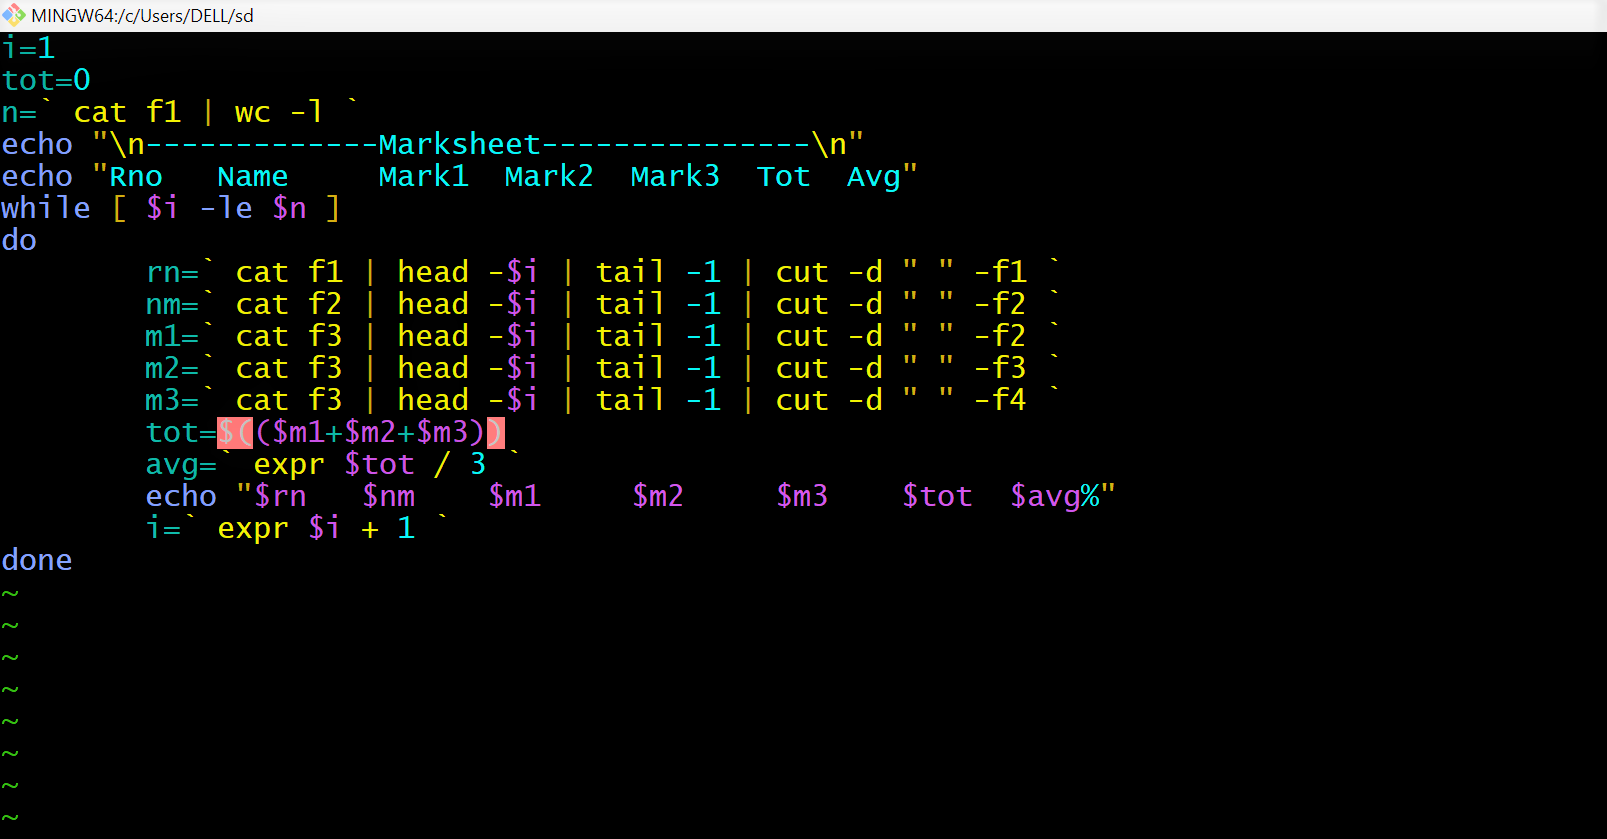 MINGW64:/c/Users/DELL/sd
i=1
tot=0
n=` cat f1 | wc -l `
echo "\n-------------Marksheet---------------\n"
echo "Rno   Name     Mark1  Mark2  Mark3  Tot  Avg"
while [ $i -le $n ]
do
        rn=` cat f1 | head -$i | tail -1 | cut -d " " -f1 `
        nm=` cat f2 | head -$i | tail -1 | cut -d " " -f2 `
        m1=` cat f3 | head -$i | tail -1 | cut -d " " -f2 `
        m2=` cat f3 | head -$i | tail -1 | cut -d " " -f3 `
        m3=` cat f3 | head -$i | tail -1 | cut -d " " -f4 `
        tot=$(($m1+$m2+$m3))
        avg=` expr $tot / 3 `
        echo "$rn   $nm    $m1     $m2     $m3    $tot  $avg%"
        i=` expr $i + 1 `
done
~
~
~
~
~
~
~
~